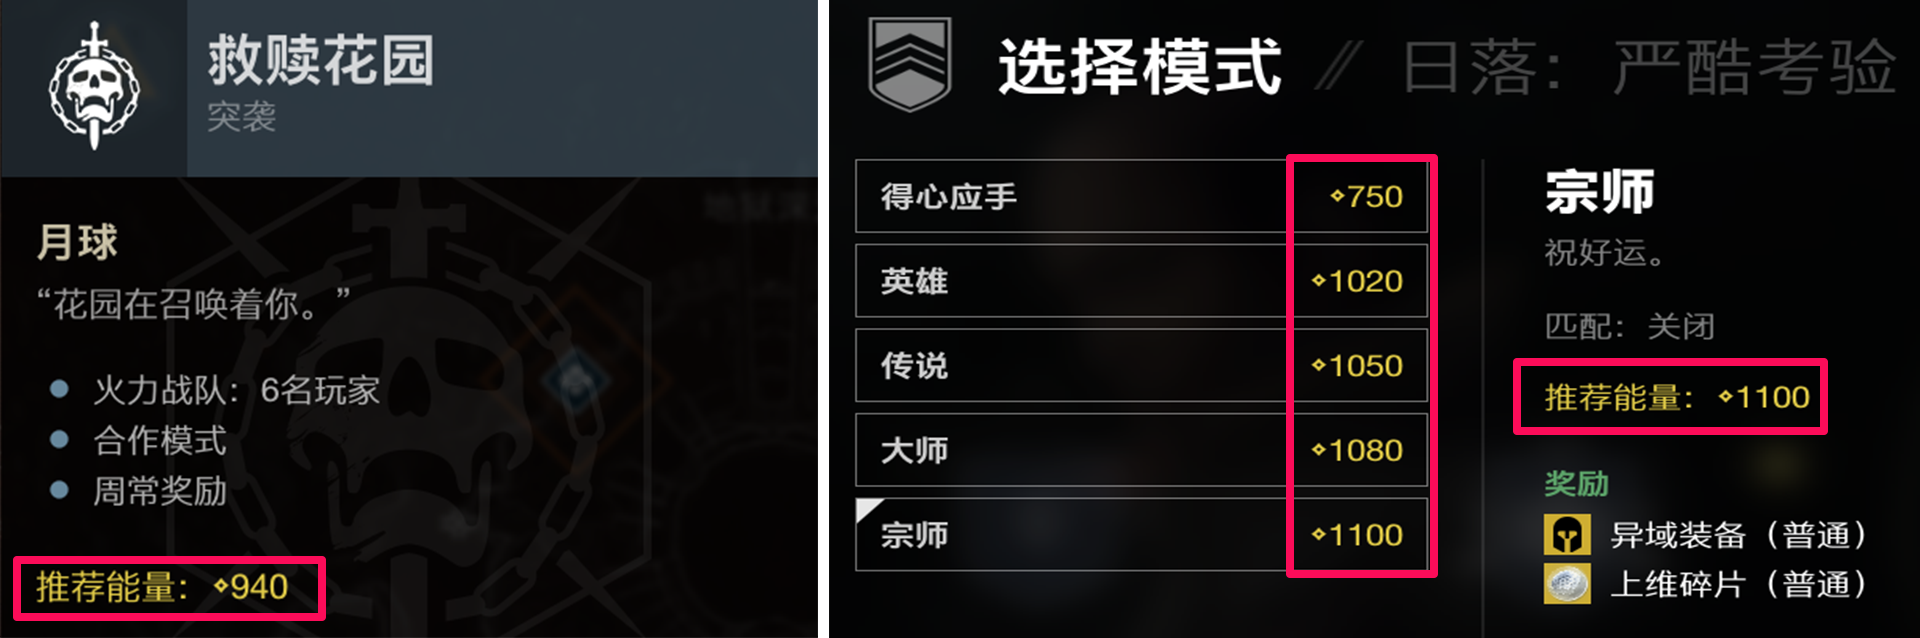 救赎花园
突袭
月球
“花园在召唤着你。”
火力战队：6名玩家
合作模式
周常奖励
推荐能量：⟡940
选择模式 // 日落：严酷考验
得心应手 ⟡750
英雄 ⟡1020
传说 ⟡1050
大师 ⟡1080
宗师 ⟡1100
宗师
祝好运。
匹配：关闭
推荐能量：⟡1100
奖励
异域装备（普通）
上维碎片（普通）